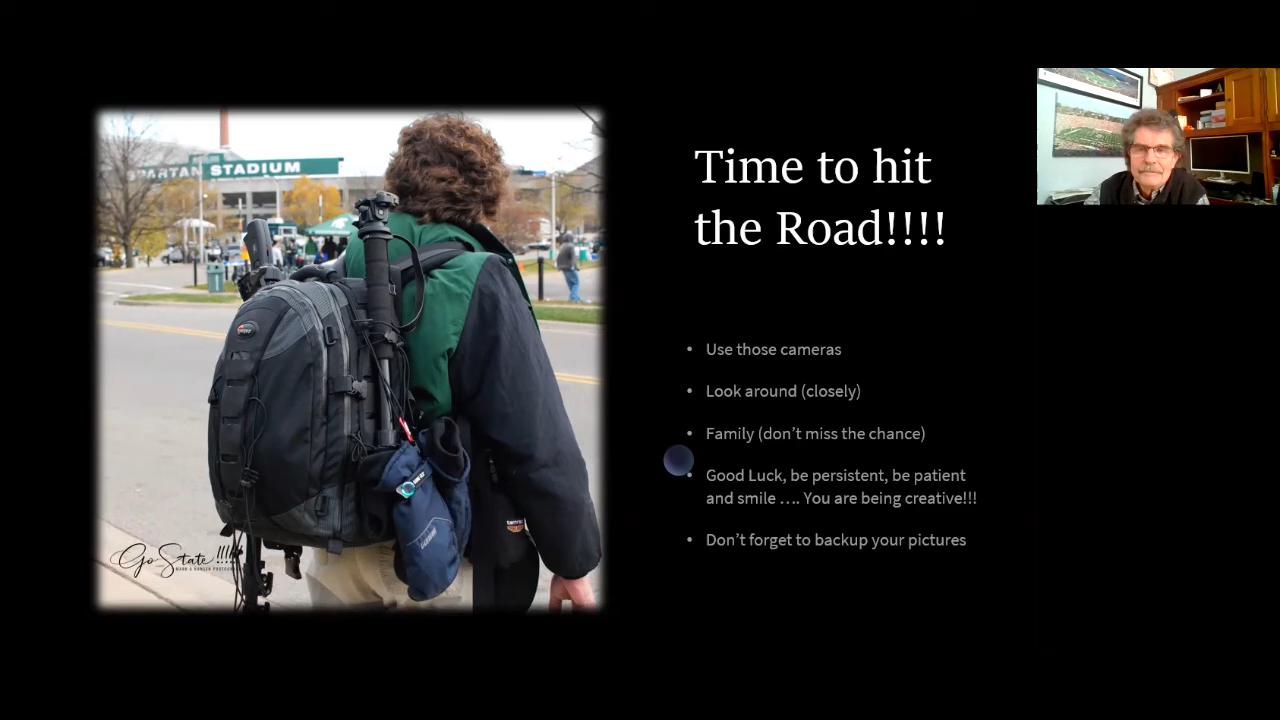 SPARTAN STADIUM
Go State !!!!!
Time to hit
the Road!!!!
• Use those cameras
• Look around (closely)
• Family (don’t miss the chance)
• Good Luck, be persistent, be patient
and smile …. You are being creative!!!
• Don’t forget to backup your pictures